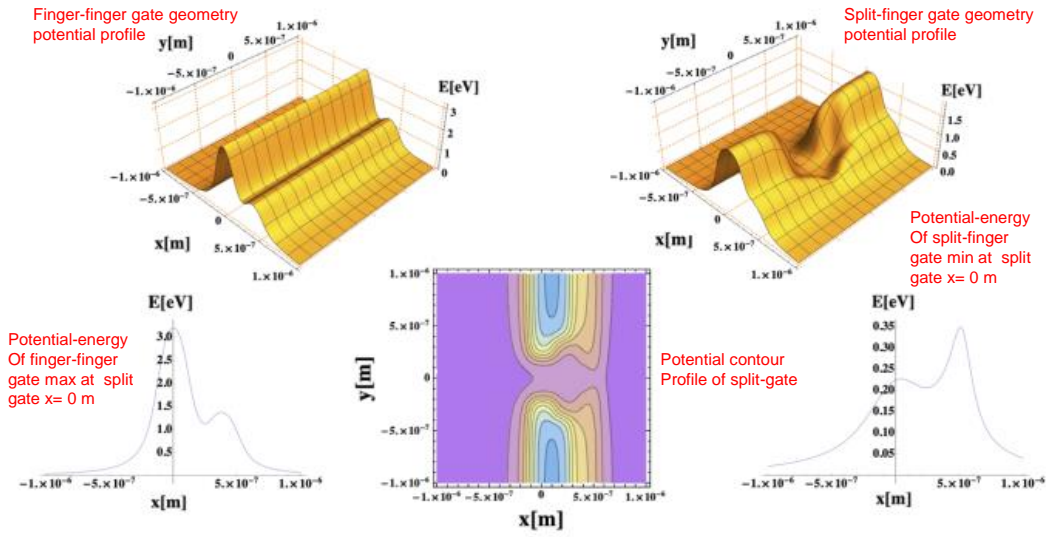 Finger-finger gate geometry
potential profile
Split-finger gate geometry
potential profile
y[m]
1.×10⁻⁶
5.×10⁻⁷
0
-5.×10⁻⁷
-1.×10⁻⁶
E[eV]
3
2
1
0
-1.×10⁻⁶
-5.×10⁻⁷
0
5.×10⁻⁷
1.×10⁻⁶
x[m]
y[m]
1.×10⁻⁶
5.×10⁻⁷
0
-5.×10⁻⁷
-1.×10⁻⁶
E[eV]
1.5
1.0
0.5
0.0
-1.×10⁻⁶
-5.×10⁻⁷
0
5.×10⁻⁷
1.×10⁻⁶
x[m]
Potential-energy
Of split-finger
gate min at split
gate x= 0 m
Potential-energy
Of finger-finger
gate max at split
gate x= 0 m
E[eV]
3.0
2.5
2.0
1.5
1.0
0.5
-1.×10⁻⁶ -5.×10⁻⁷ 5.×10⁻⁷ 1.×10⁻⁶
x[m]
y[m]
1.×10⁻⁶
5.×10⁻⁷
0
-5.×10⁻⁷
-1.×10⁻⁶
-1.×10⁻⁶ -5.×10⁻⁷ 0 5.×10⁻⁷ 1.×10⁻⁶
x[m]
Potential contour
Profile of split-gate
E[eV]
0.35
0.30
0.25
0.20
0.15
0.10
0.05
-1.×10⁻⁶ -5.×10⁻⁷ 0 5.×10⁻⁷ 1.×10⁻⁶
x[m]